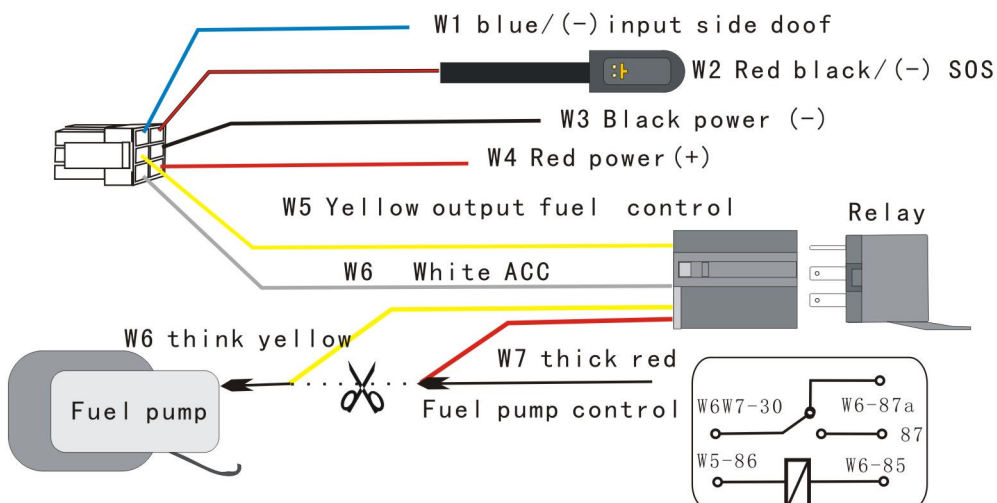 W1 blue/(-)input side doof
W2 Red black/(-) SOS
W3 Black power (-)
W4 Red power(+)
W5 Yellow output fuel control
Relay
W6 White ACC
W6 think yellow
W7 thick red
Fuel pump
Fuel pump control
W6W7-30
W6-87a
87
W5-86
W6-85